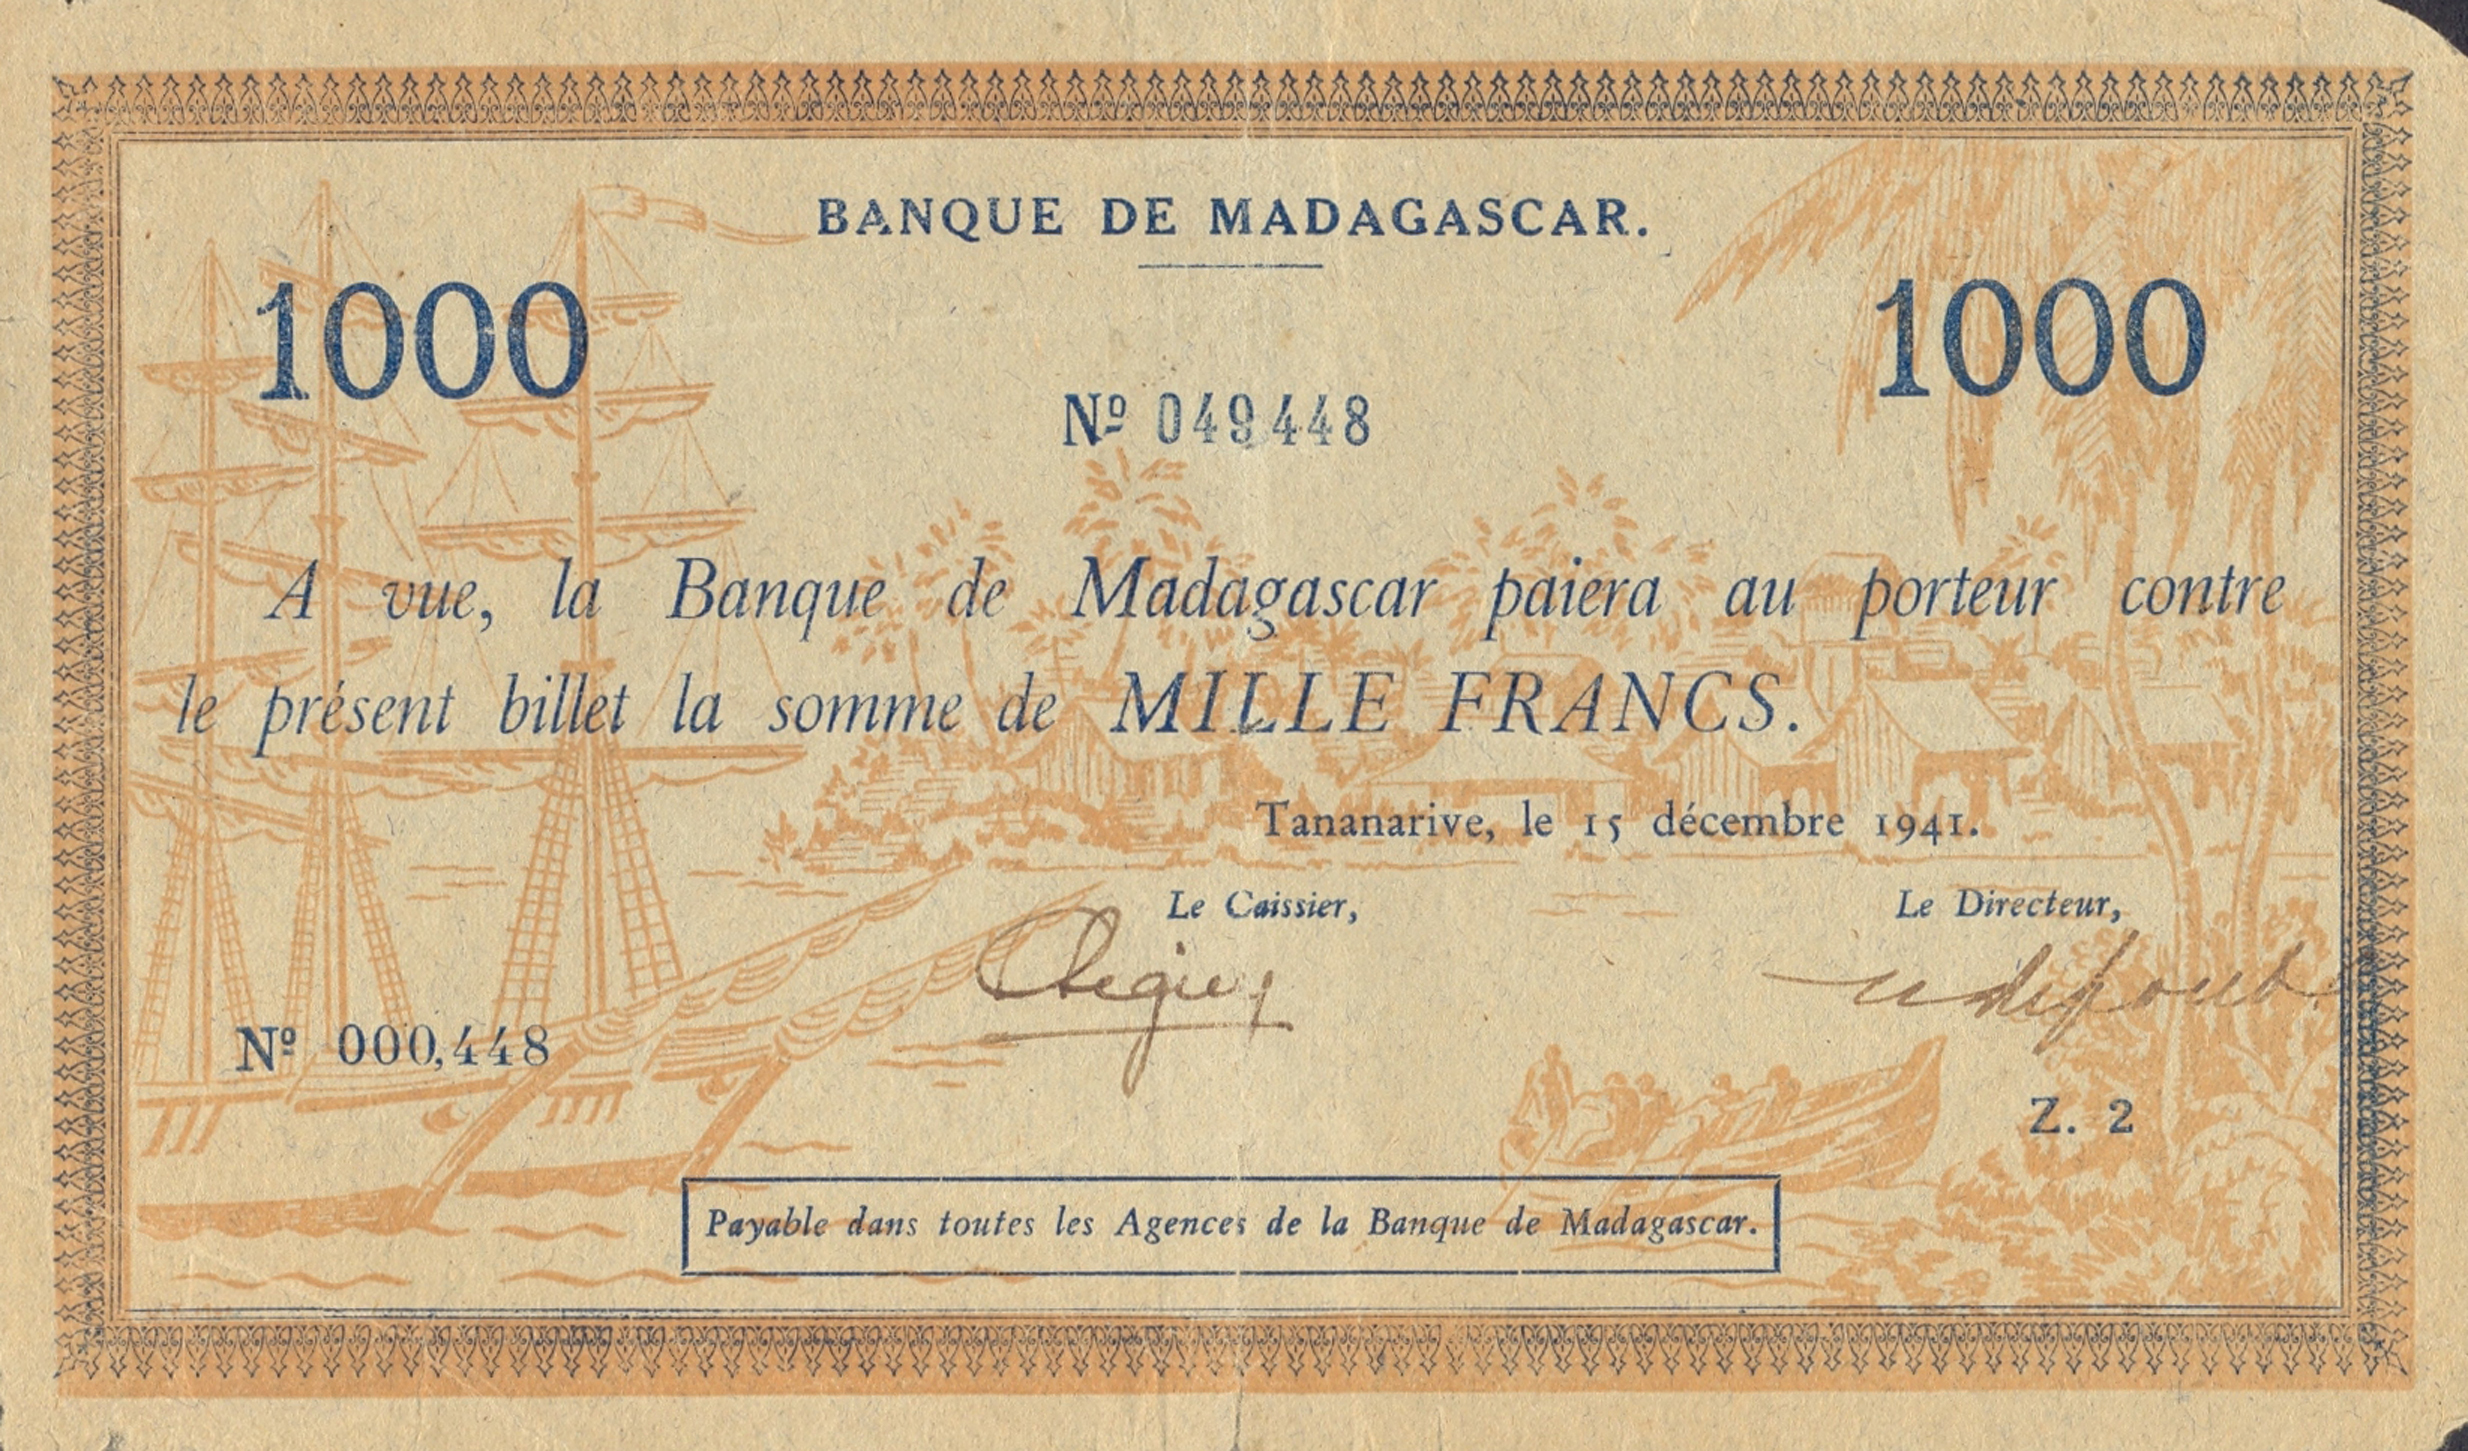 BANQUE DE MADAGASCAR.
1000
1000
Nº 049448
A vue, la Banque de Madagascar paiera au porteur contre
le présent billet la somme de MILLE FRANCS.
Tananarive, le 15 décembre 1941.
Le Caissier,
Le Directeur,
Nº 000,448
Z. 2
Payable dans toutes les Agences de la Banque de Madagascar.